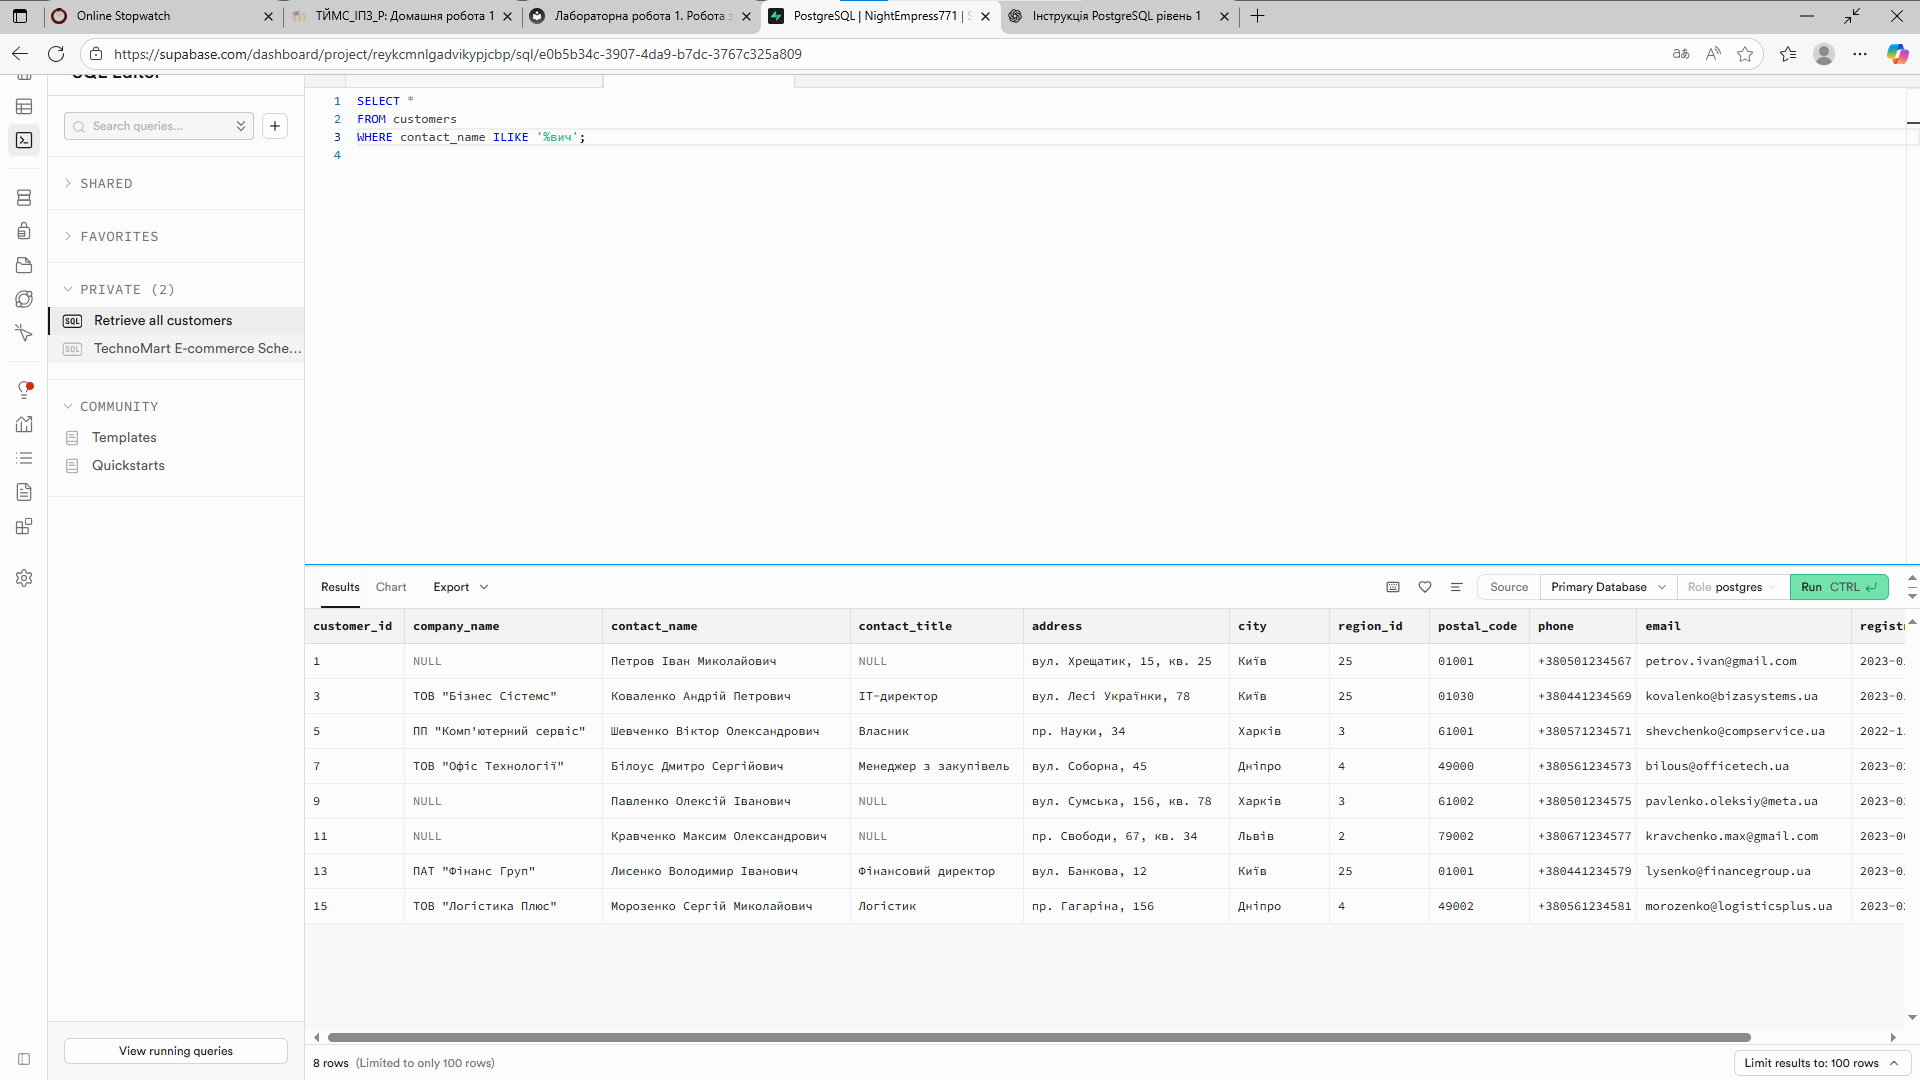 Online Stopwatch
ТЙМС_ІПЗ_Р: Домашня робота 1
Лабораторна робота 1. Робота з
PostgreSQL | NightEmpress771 | S
Інструкція PostgreSQL рівень 1
https://supabase.com/dashboard/project/reykcmnlgadvikypjcbp/sql/e0b5b34c-3907-4da9-b7dc-3767c325a809
SQL Editor
Search queries...
SHARED
FAVORITES
PRIVATE (2)
SQL Retrieve all customers
SQL TechnoMart E-commerce Sche...
COMMUNITY
Templates
Quickstarts
View running queries
1 SELECT *
2 FROM customers
3 WHERE contact_name ILIKE '%вич';
4
Results Chart Export Source Primary Database Role postgres Run CTRL
customer_id company_name contact_name contact_title address city region_id postal_code phone email registr
1 NULL Петров Іван Миколайович NULL вул. Хрещатик, 15, кв. 25 Київ 25 01001 +380501234567 petrov.ivan@gmail.com 2023-0
3 ТОВ "Бізнес Сістемс" Коваленко Андрій Петрович ІТ-директор вул. Лесі Українки, 78 Київ 25 01030 +380441234569 kovalenko@bizasystems.ua 2023-0
5 ПП "Комп'ютерний сервіс" Шевченко Віктор Олександрович Власник пр. Науки, 34 Харків 3 61001 +380571234571 shevchenko@compservice.ua 2022-1
7 ТОВ "Офіс Технології" Білоус Дмитро Сергійович Менеджер з закупівель вул. Соборна, 45 Дніпро 4 49000 +380561234573 bilous@officetech.ua 2023-0
9 NULL Павленко Олексій Іванович NULL вул. Сумська, 156, кв. 78 Харків 3 61002 +380501234575 pavlenko.oleksiy@meta.ua 2023-0
11 NULL Кравченко Максим Олександрович NULL пр. Свободи, 67, кв. 34 Львів 2 79002 +380671234577 kravchenko.max@gmail.com 2023-0
13 ПАТ "Фінанс Груп" Лисенко Володимир Іванович Фінансовий директор вул. Банкова, 12 Київ 25 01001 +380441234579 lysenko@financegroup.ua 2023-0
15 ТОВ "Логістика Плюс" Морозенко Сергій Миколайович Логістик пр. Гагаріна, 156 Дніпро 4 49002 +380561234581 morozenko@logisticsplus.ua 2023-0
8 rows (Limited to only 100 rows)
Limit results to: 100 rows